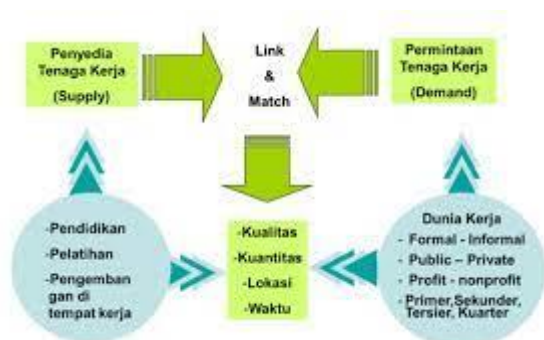 Penyedia
Tenaga Kerja
(Supply)
Link
&
Match
Permintaan
Tenaga Kerja
(Demand)
-Pendidikan
-Pelatihan
-Pengemban
gan di
tempat kerja
-Kualitas
-Kuantitas
-Lokasi
-Waktu
Dunia Kerja
- Formal - Informal
- Public – Private
- Profit - nonprofit
- Primer,Sekunder,
Tersier, Kuarter